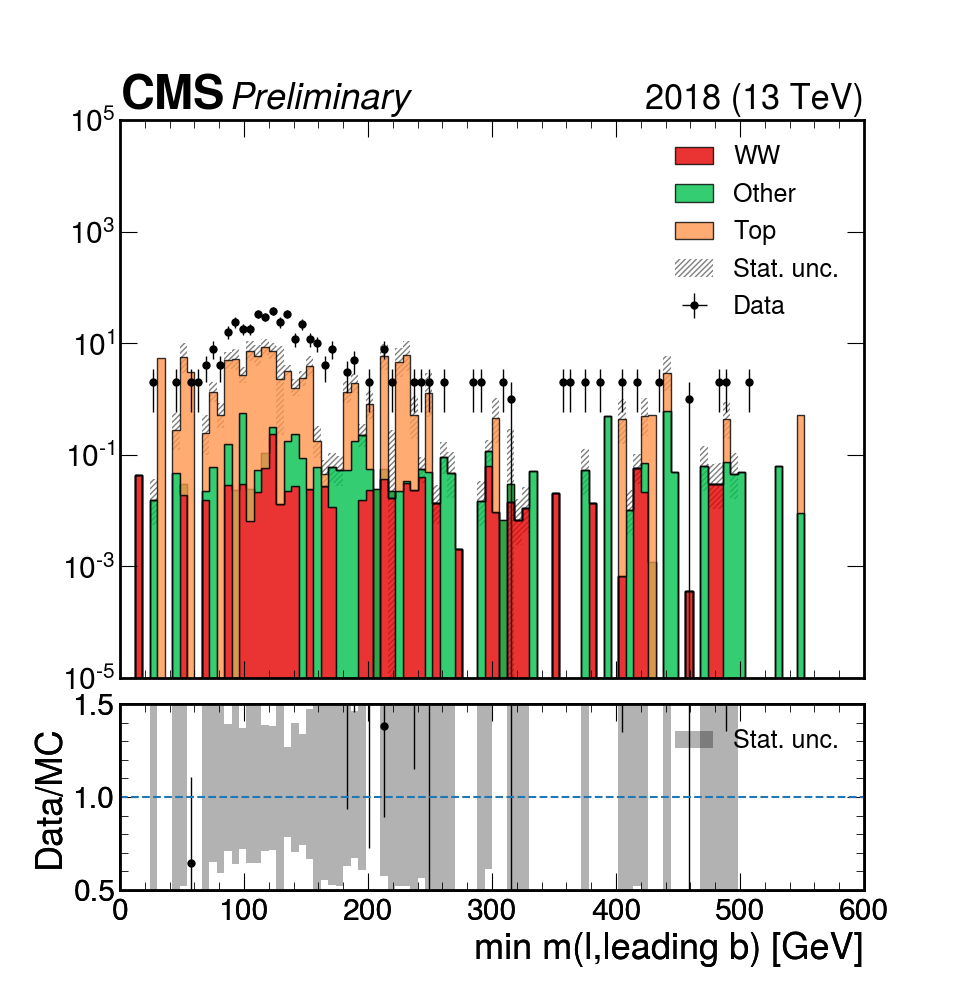 CMS Preliminary 2018 (13 TeV)
10^5
10^3
10^1
10^-1
10^-3
10^-5
WW
Other
Top
Stat. unc.
Data
1.5
1.0
0.5
Data/MC
Stat. unc.
0 100 200 300 400 500 600
min m(l,leading b) [GeV]